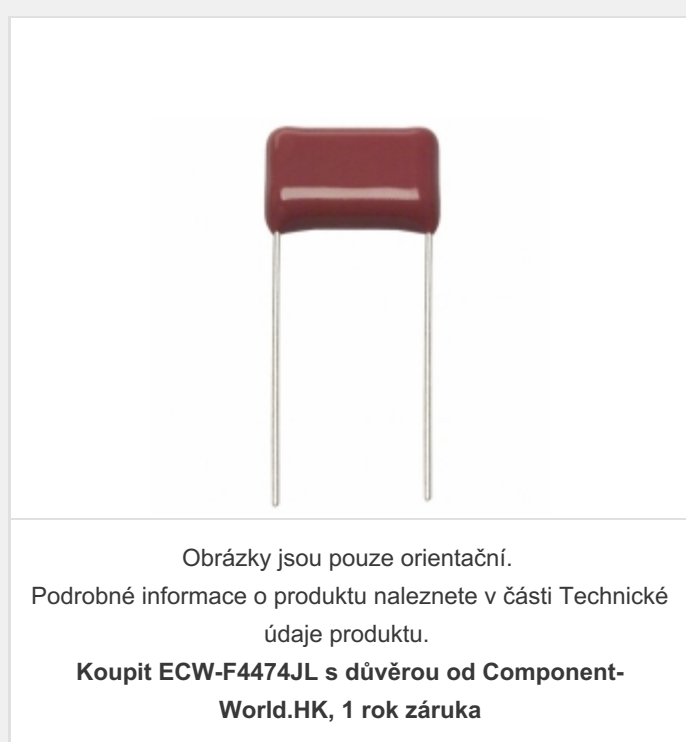 Obrázky jsou pouze orientační.
Podrobné informace o produktu naleznete v části Technické
údaje produktu.
Koupit ECW-F4474JL s důvěrou od Component-
World.HK, 1 rok záruka